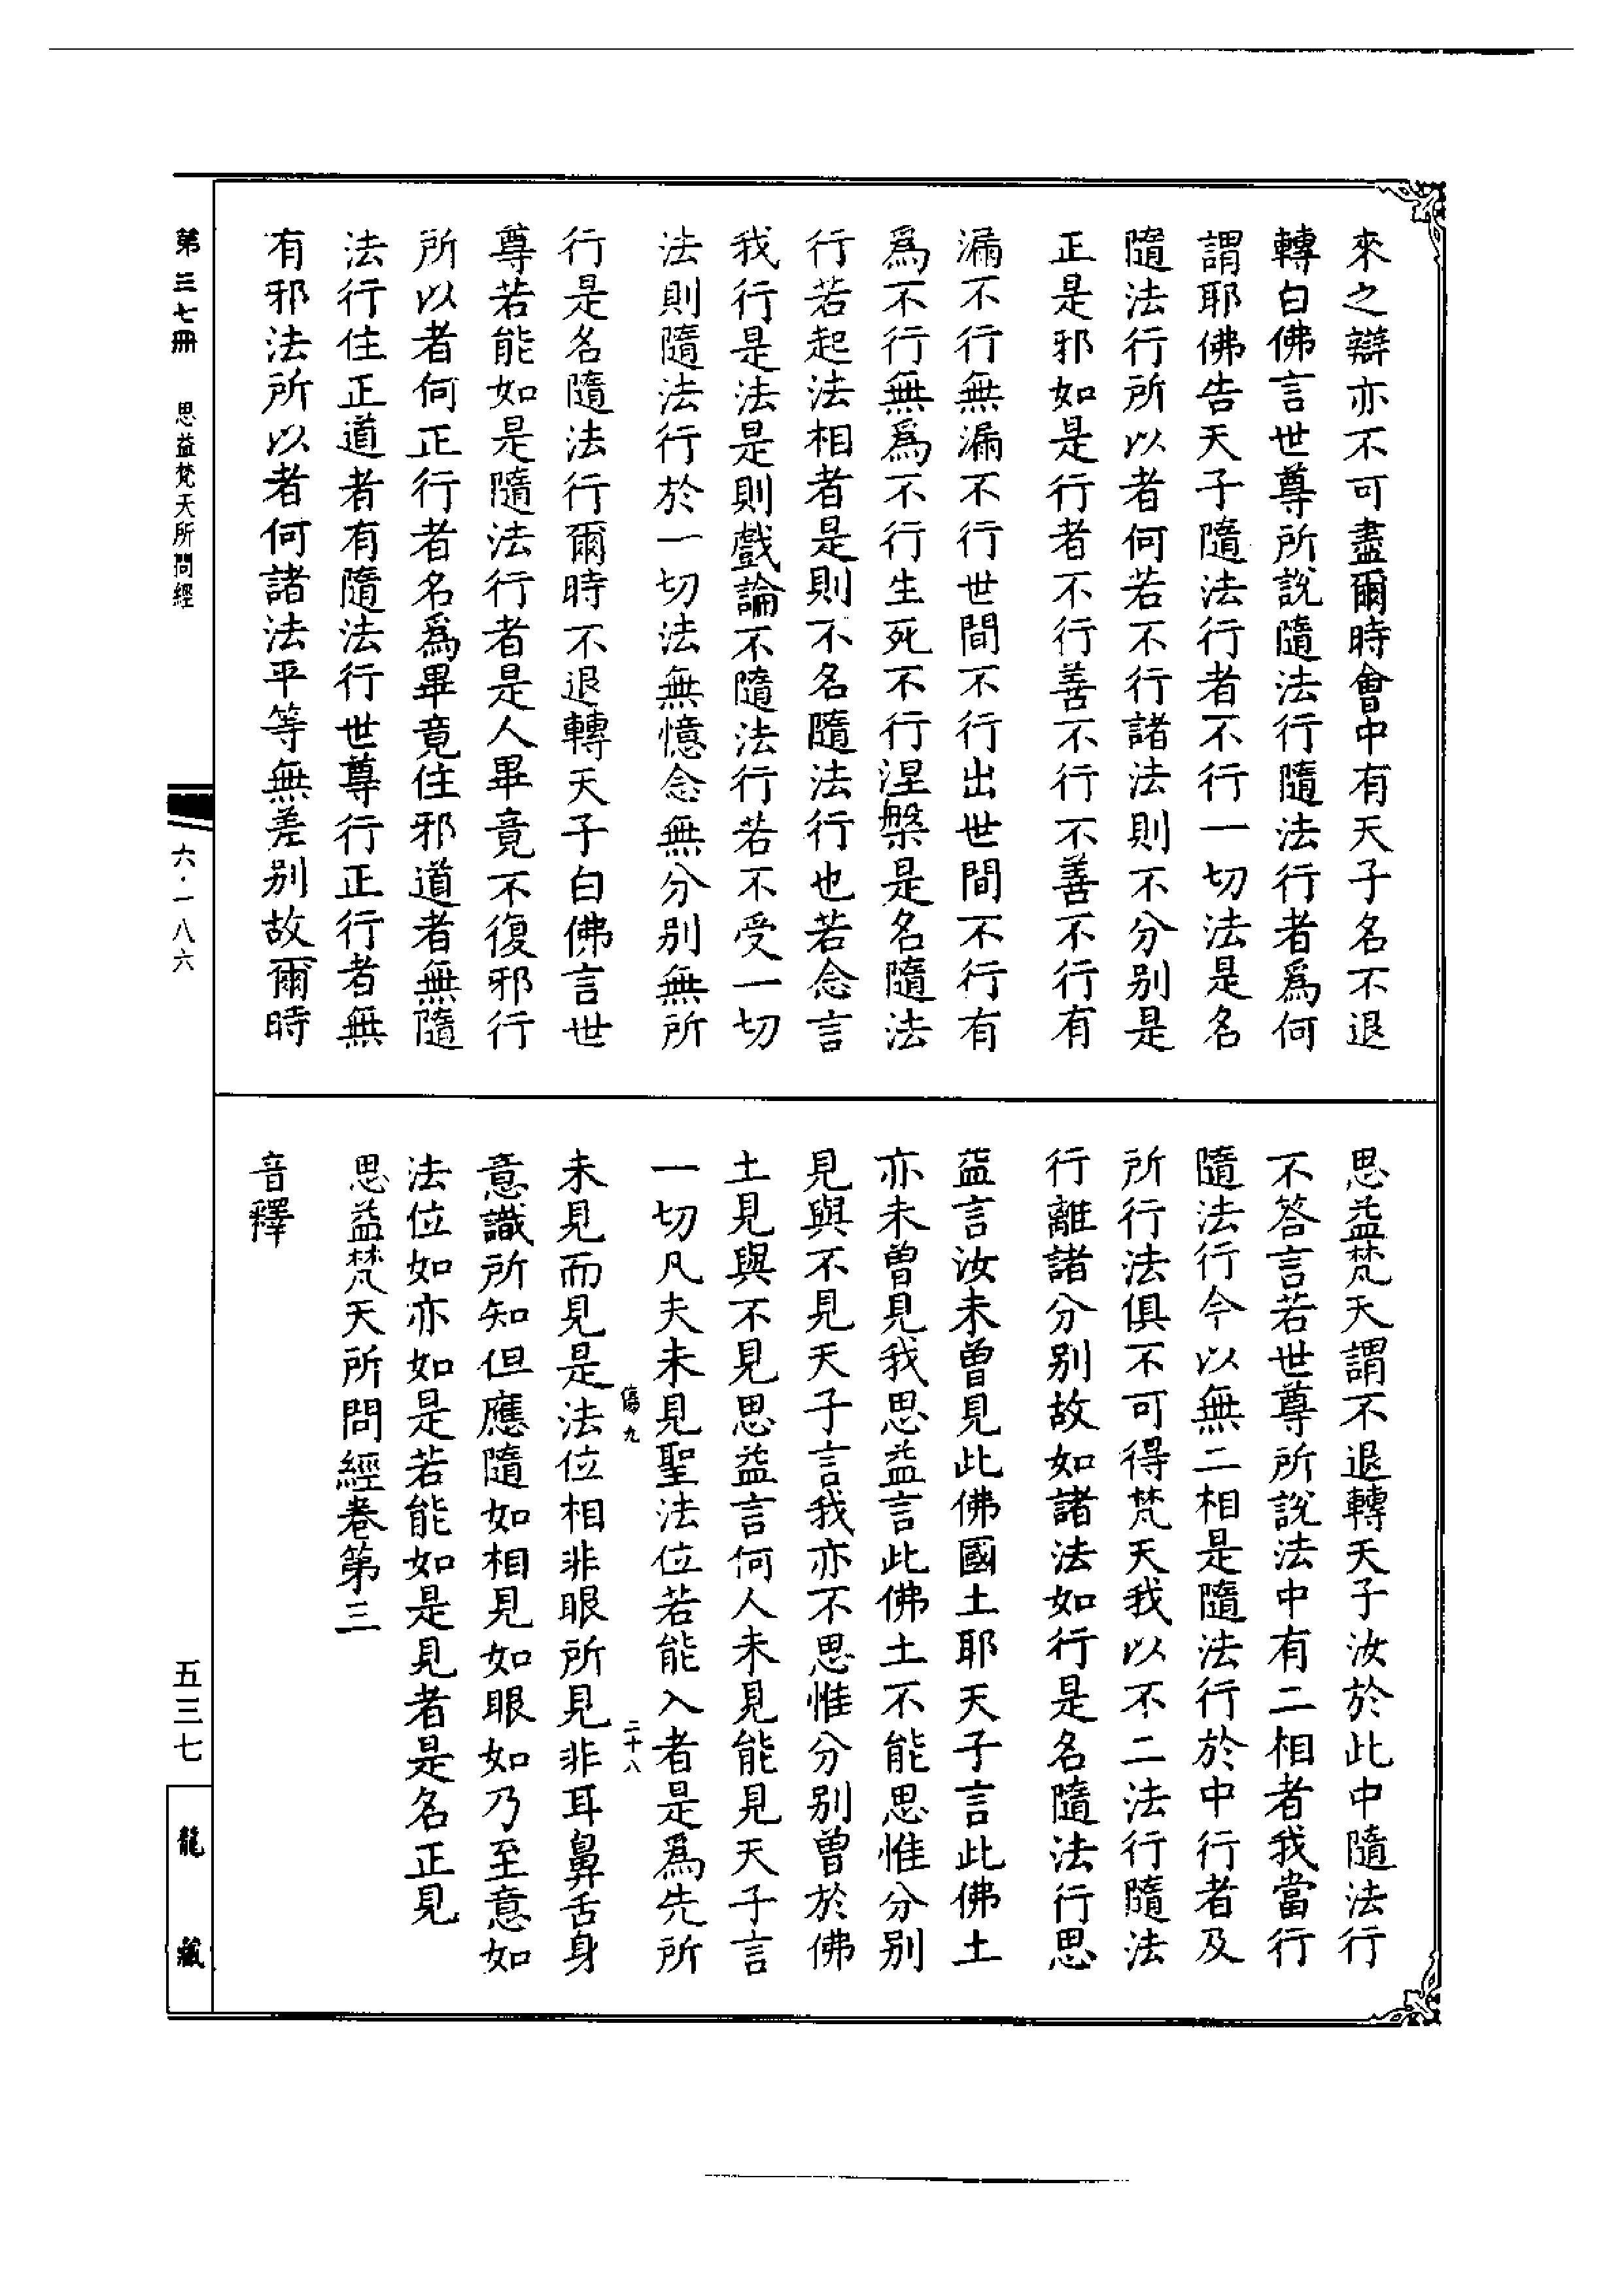 來之辯亦不可盡爾時會中有天子名不退
轉白佛言世尊所說隨法行隨法行者爲何
謂耶佛告天子隨法行者不行一切法是名
隨法行所以者何若不行諸法則不分别是
正是邪如是行者不行善不行不善不行有
漏不行無漏不行世間不行出世間不行有
爲不行無爲不行生死不行涅槃是名隨法
行若起法相者是則不名隨法行也若念言
我行是法是則戲論不隨法行若不受一切
法則隨法行於一切法無憶念無分别無所
行是名隨法行爾時不退轉天子白佛言世
尊若能如是隨法行者是人畢竟不復邪行
所以者何正行者名爲畢竟住邪道者無隨
法行住正道者有隨法行世尊行正行者無
有邪法所以者何諸法平等無差别故爾時
思益梵天謂不退轉天子汝於此中隨法行
不答言若世尊所說法中有二相者我當行
隨法行今以無二相是隨法行於中行者及
所行法俱不可得梵天我以不二法行隨法
行離諸分别故如諸法如行是名隨法行思
益言汝未曾見此佛國土耶天子言此佛土
亦未曾見我思益言此佛土不能思惟分别
見與不見天子言我亦不思惟分别曾於佛
土見與不見思益言何人未見能見天子言
一切凡夫未見聖法位若能入者是爲先所
傷九
二十八
未見而見是法位相非眼所見非耳鼻舌身
意識所知但應隨如相見如眼如乃至意如
法位如亦如是若能如是見者是名正見
思益梵天所問經卷第三
音釋
第三七冊
思益梵天所問經
六·一八六
五三七
龍藏